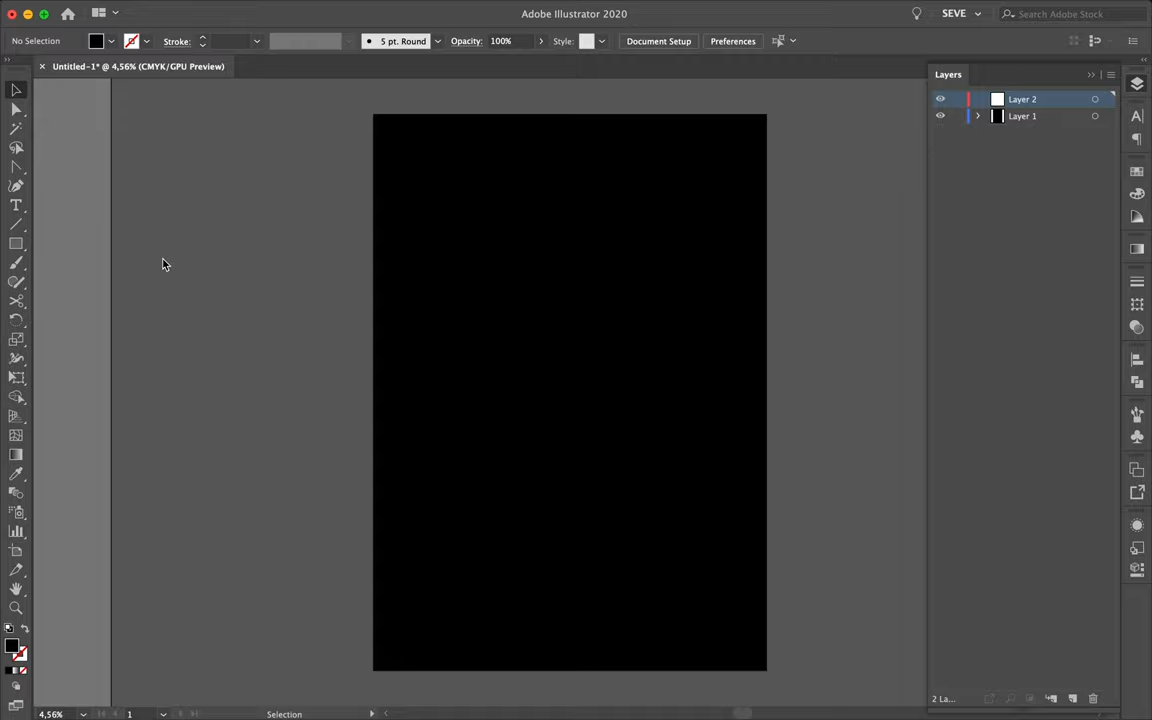 Adobe Illustrator 2020
SEVE
Search Adobe Stock
No Selection
Stroke:
5 pt. Round
Opacity:
100%
Style:
Document Setup
Preferences
× Untitled-1* @ 4,56% (CMYK/GPU Preview)
Layers
Layer 2
Layer 1
2 La...
4,56%
1
Selection